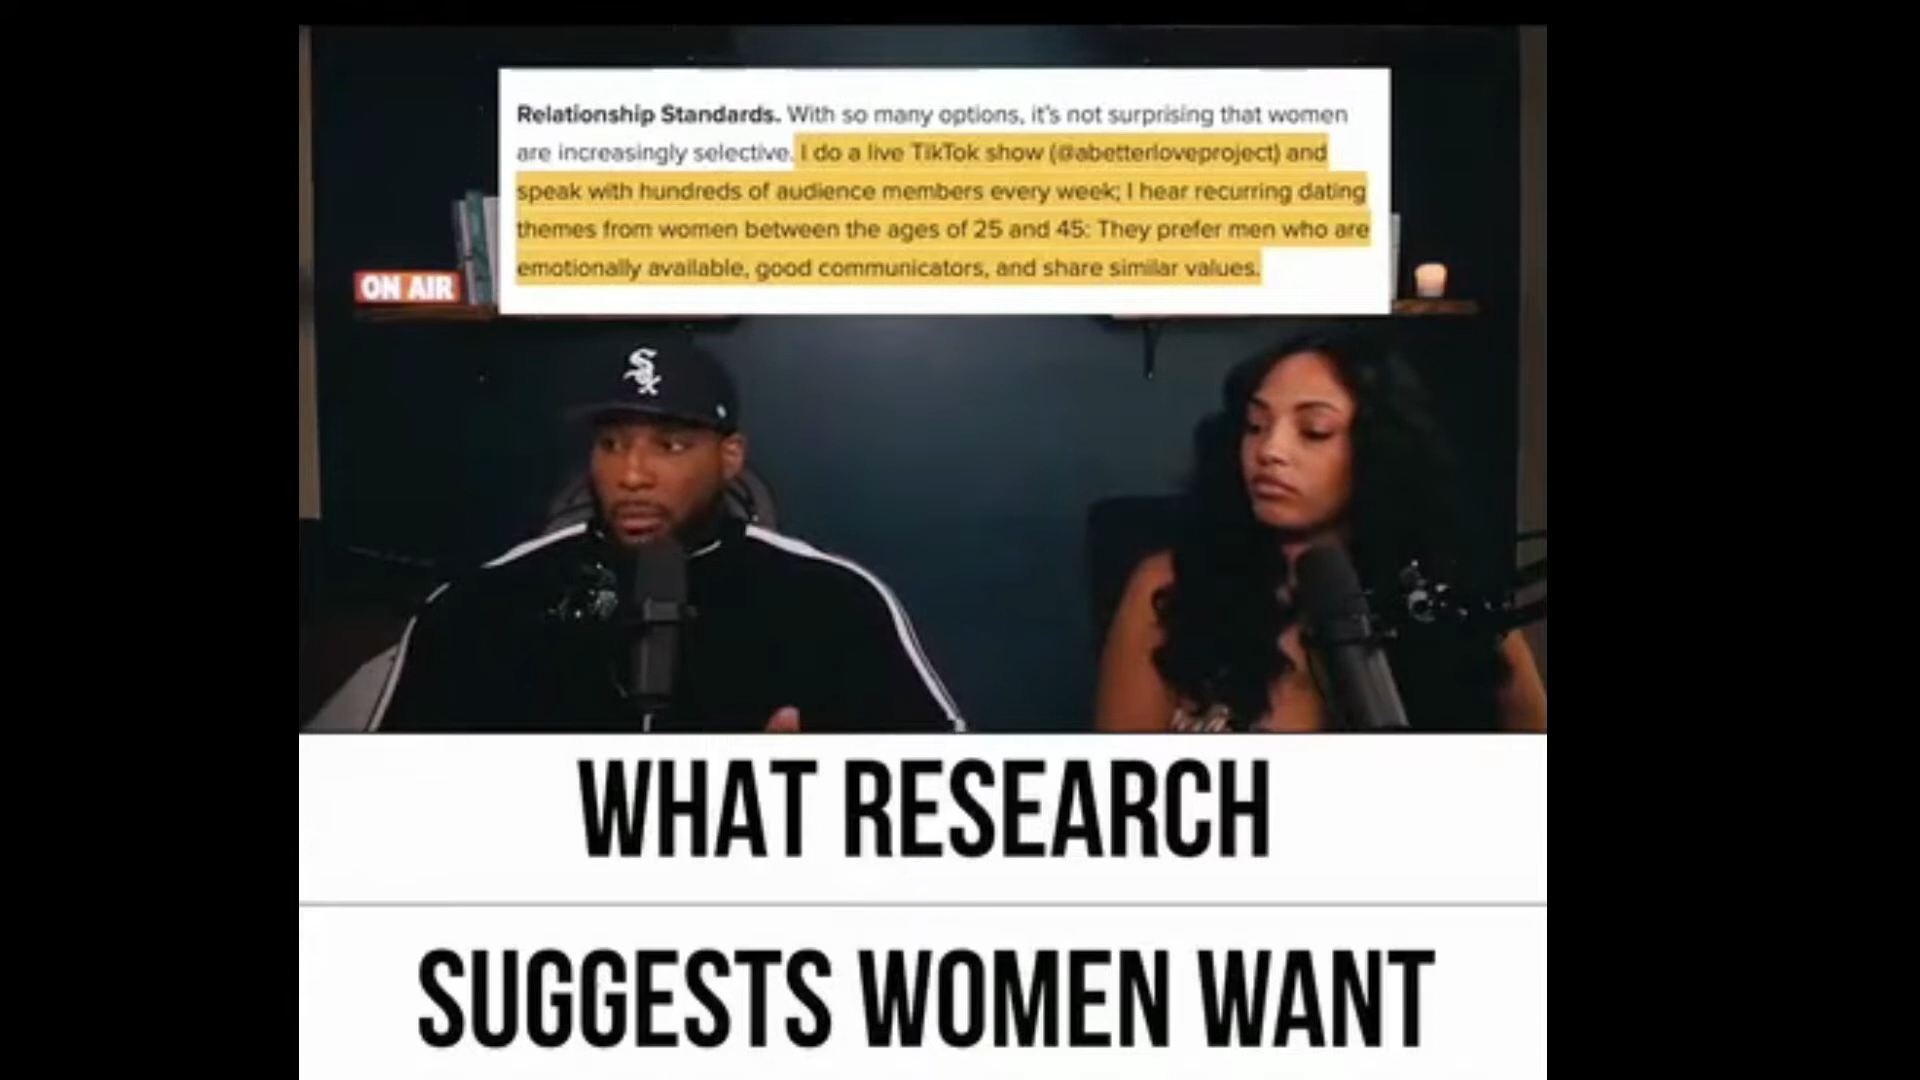 Relationship Standards. With so many options, it's not surprising that women
are increasingly selective. I do a live TikTok show (@abetterloveproject) and
speak with hundreds of audience members every week; I hear recurring dating
themes from women between the ages of 25 and 45: They prefer men who are
emotionally available, good communicators, and share similar values.
ON AIR
Sox
WHAT RESEARCH
SUGGESTS WOMEN WANT